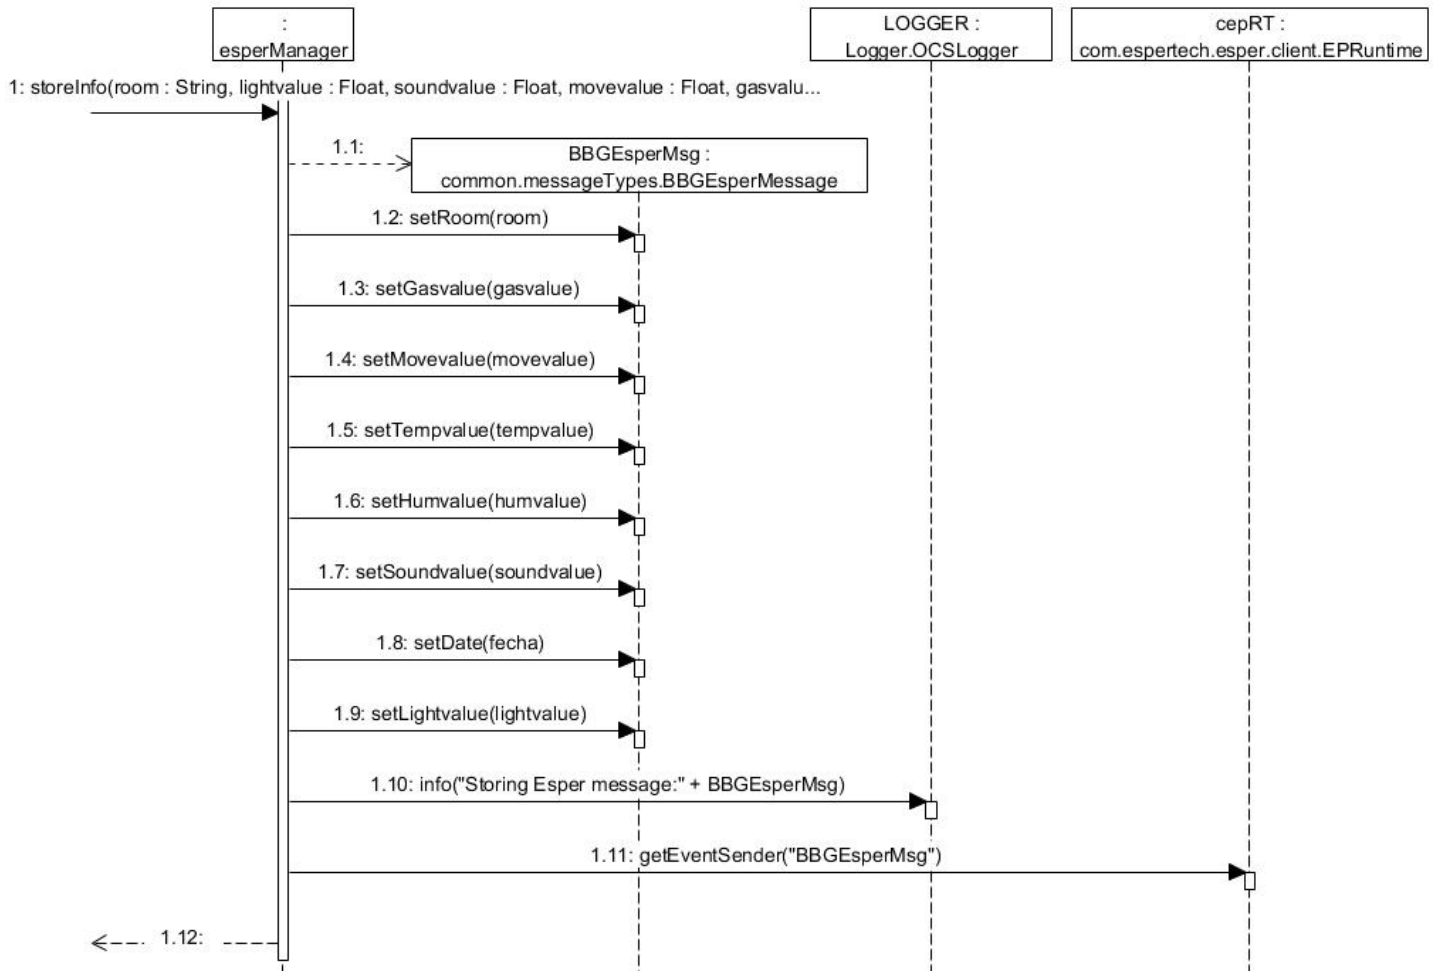 :
esperManager
LOGGER :
Logger.OCSLogger
cepRT :
com.espertech.esper.client.EPRuntime
1: storeInfo(room : String, lightvalue : Float, soundvalue : Float, movevalue : Float, gasvalu...
1.1:
BBGEsperMsg :
common.messageTypes.BBGEsperMessage
1.2: setRoom(room)
1.3: setGasvalue(gasvalue)
1.4: setMovevalue(movevalue)
1.5: setTempvalue(tempvalue)
1.6: setHumvalue(humvalue)
1.7: setSoundvalue(soundvalue)
1.8: setDate(fecha)
1.9: setLightvalue(lightvalue)
1.10: info("Storing Esper message:" + BBGEsperMsg)
1.11: getEventSender("BBGEsperMsg")
1.12: